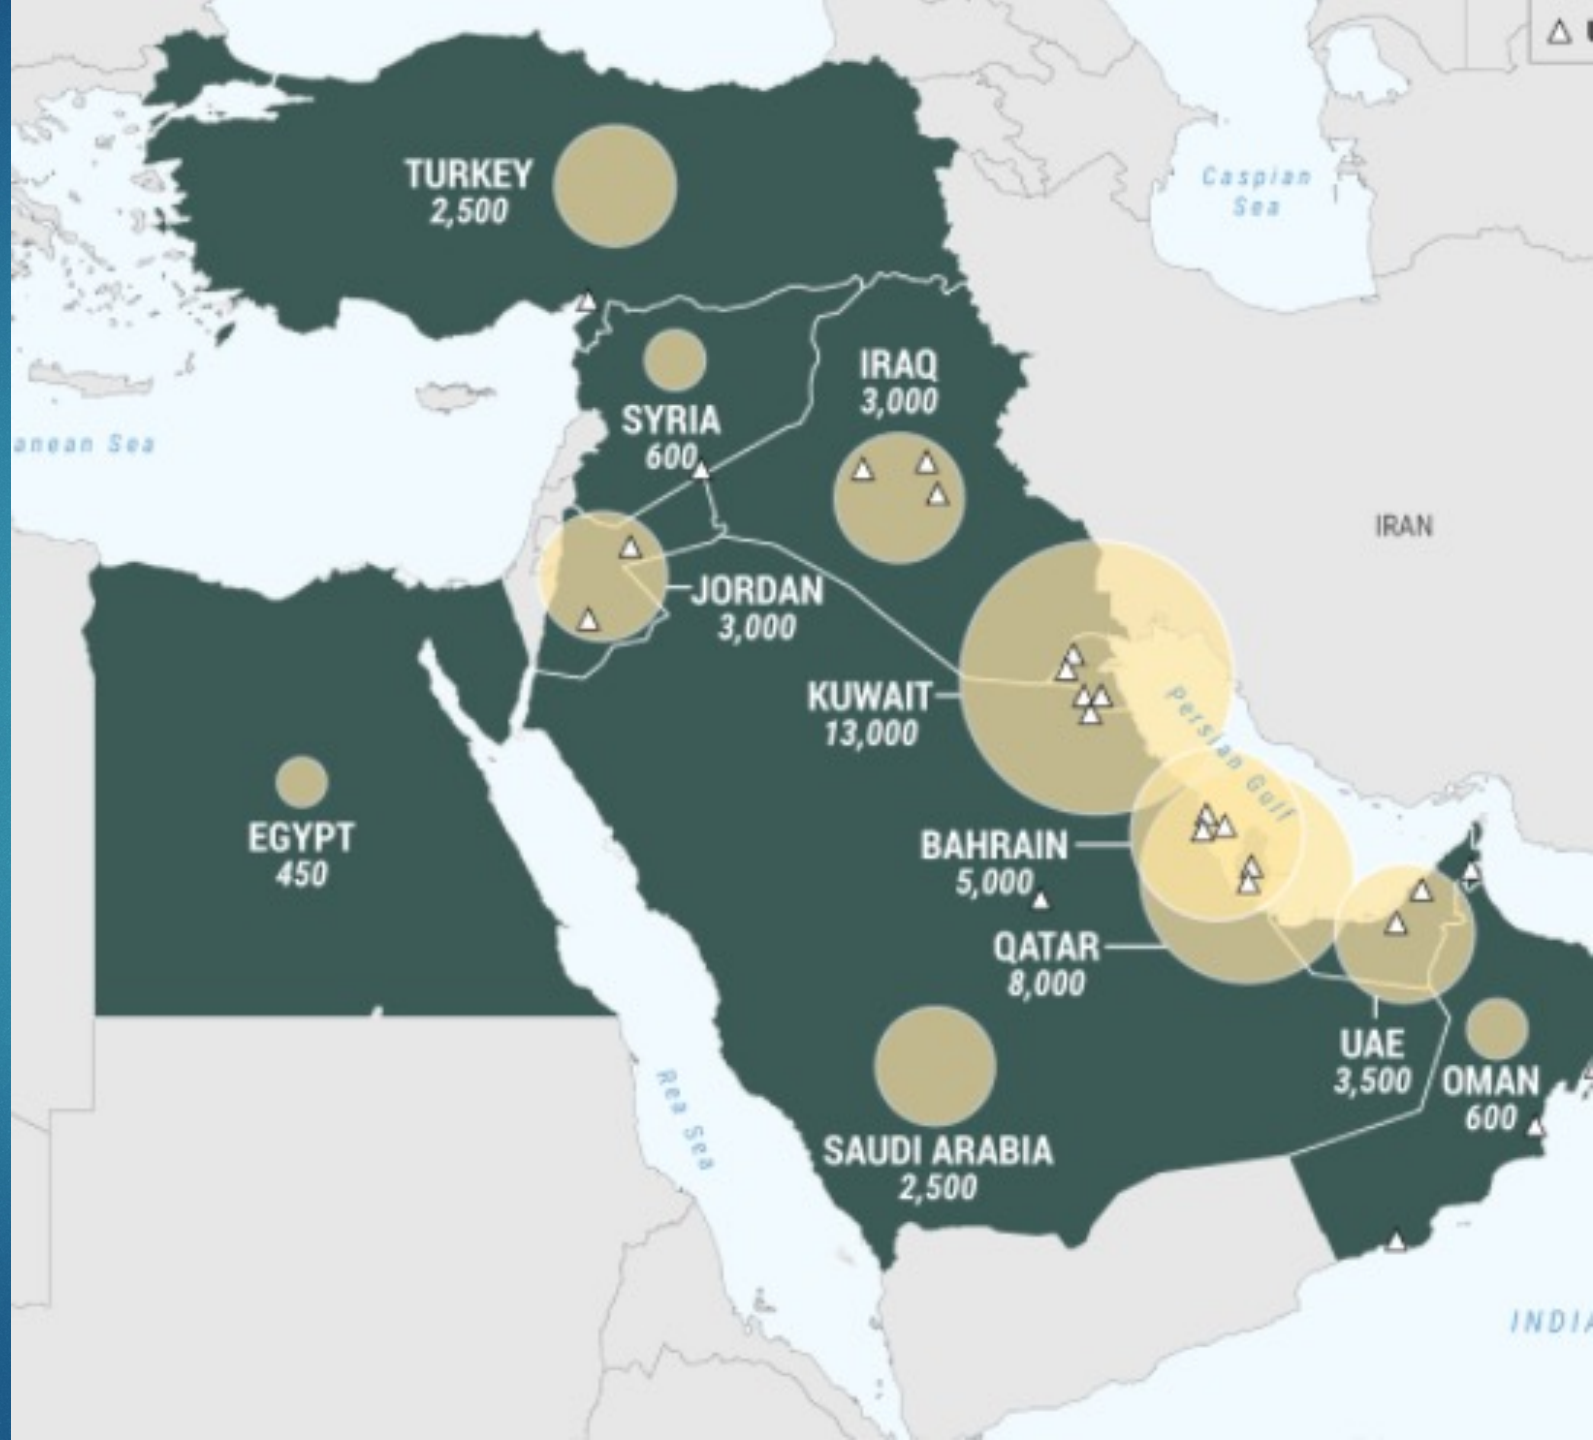 Caspian
Sea
TURKEY
2,500
IRAQ
3,000
SYRIA
600
anean Sea
IRAN
JORDAN
3,000
KUWAIT
13,000
Persian Gulf
EGYPT
450
BAHRAIN
5,000
QATAR
8,000
UAE
3,500
OMAN
600
Rea Sea
SAUDI ARABIA
2,500
INDIA